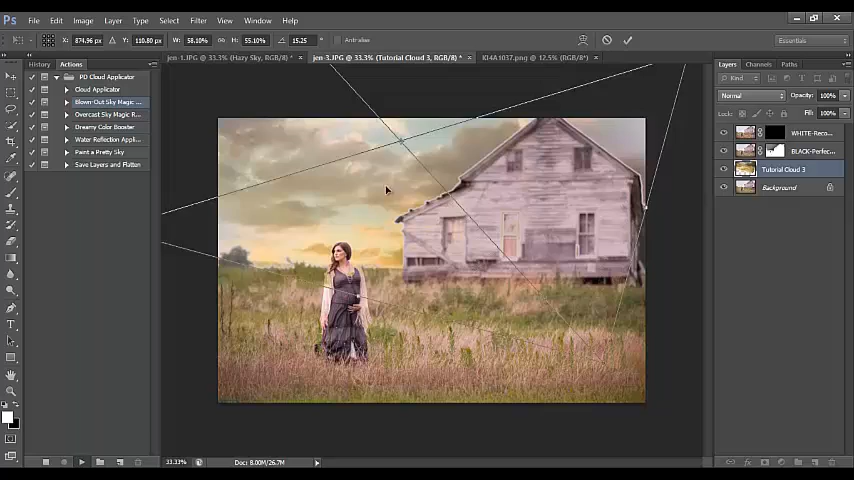 Ps File Edit Image Layer Type Select Filter View Window Help
X: 874.96 px Y: 110.80 px W: 58.10% H: 55.10% 15.25 Anti-alias Essentials
jen-1.JPG @ 33.3% (Hazy Sky, RGB/8) * × jen-3.JPG @ 33.3% (Tutorial Cloud 3, RGB/8) * × KI4A1037.png @ 12.5% (RGB/8*) ×
History Actions
PD Cloud Applicator
Cloud Applicator
Blown-Out Sky Magic ...
Overcast Sky Magic R...
Dreamy Color Booster
Water Reflection Appli...
Paint a Pretty Sky
Save Layers and Flatten
Layers Channels Paths
Kind
Normal Opacity: 100%
Lock: Fill: 100%
WHITE-Reco...
BLACK-Perfec...
Tutorial Cloud 3
Background
33.33% Doc: 8.00M/26.7M